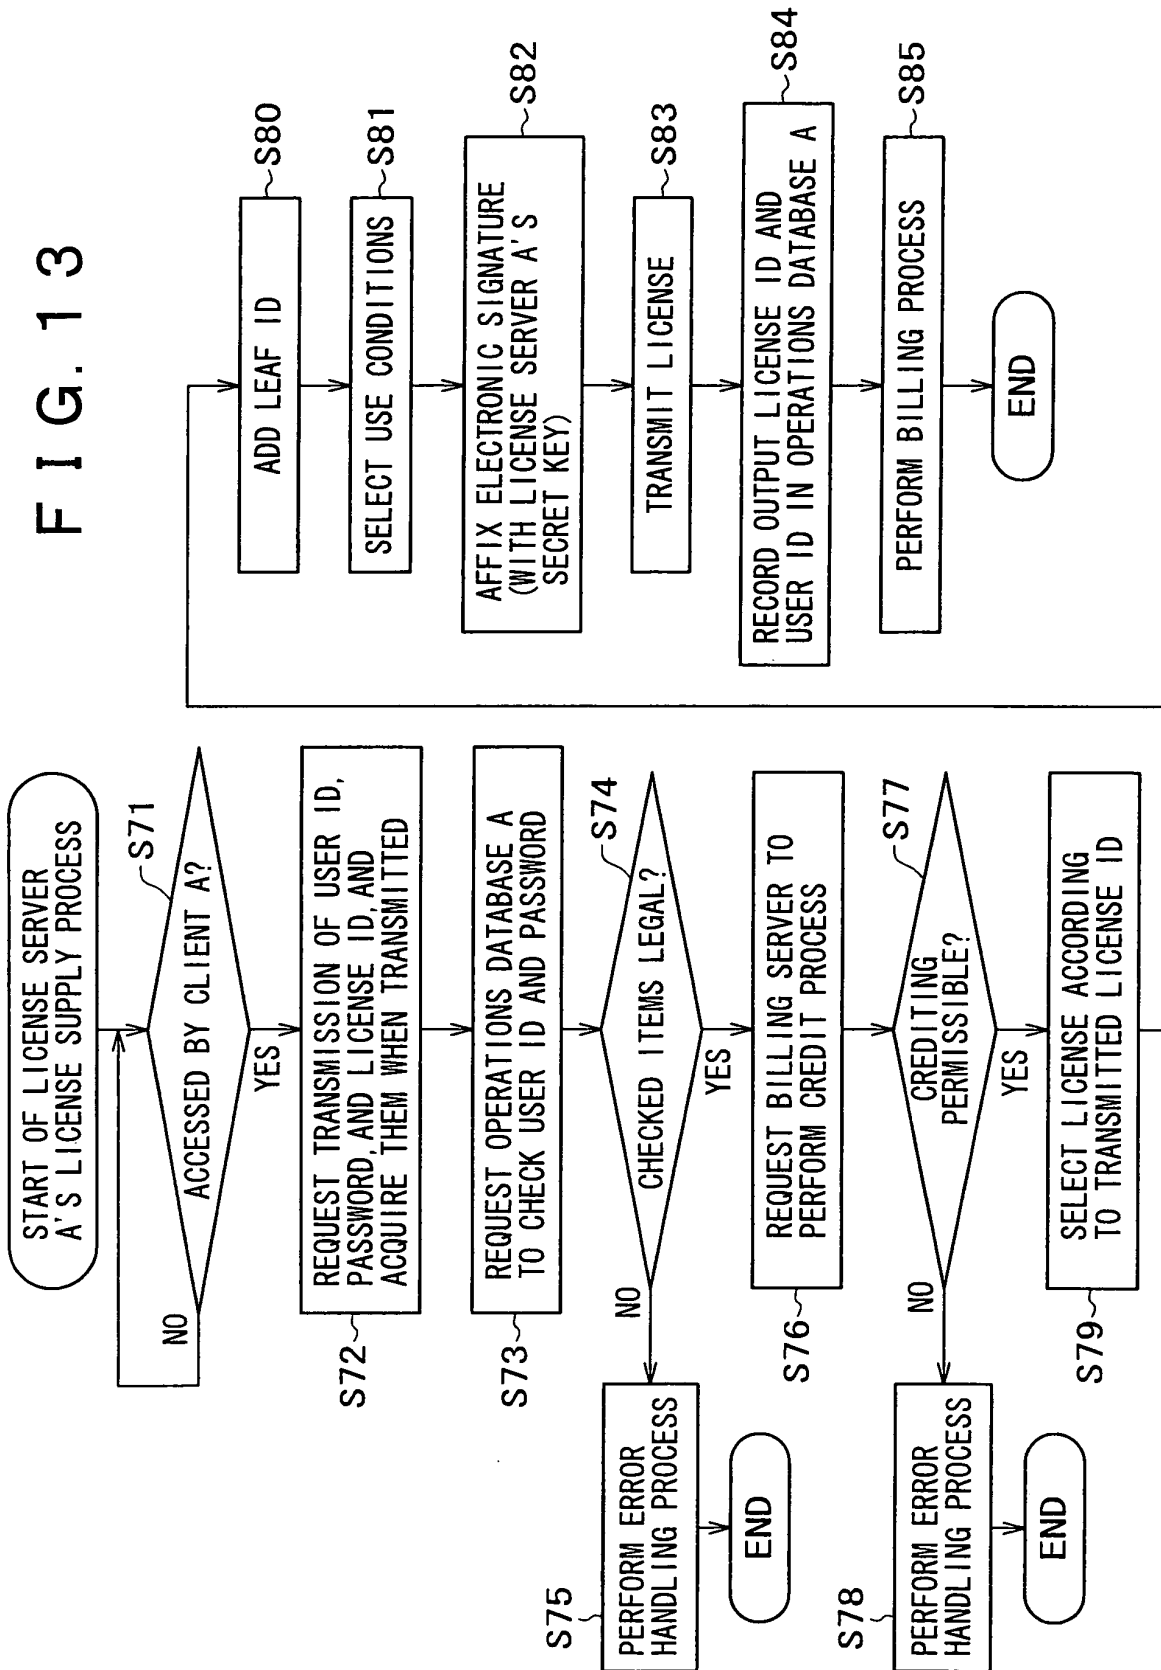 FIG. 13
START OF LICENSE SERVER
A'S LICENSE SUPPLY PROCESS
S71
ACCESSED BY CLIENT A?
NO
YES
S72
REQUEST TRANSMISSION OF USER ID,
PASSWORD, AND LICENSE ID, AND
ACQUIRE THEM WHEN TRANSMITTED
S73
REQUEST OPERATIONS DATABASE A
TO CHECK USER ID AND PASSWORD
S74
CHECKED ITEMS LEGAL?
NO
YES
S75
PERFORM ERROR
HANDLING PROCESS
END
S76
REQUEST BILLING SERVER TO
PERFORM CREDIT PROCESS
S77
CREDITING
PERMISSIBLE?
NO
YES
S78
PERFORM ERROR
HANDLING PROCESS
END
S79
SELECT LICENSE ACCORDING
TO TRANSMITTED LICENSE ID
S80
ADD LEAF ID
S81
SELECT USE CONDITIONS
S82
AFFIX ELECTRONIC SIGNATURE
(WITH LICENSE SERVER A'S
SECRET KEY)
S83
TRANSMIT LICENSE
S84
RECORD OUTPUT LICENSE ID AND
USER ID IN OPERATIONS DATABASE A
S85
PERFORM BILLING PROCESS
END